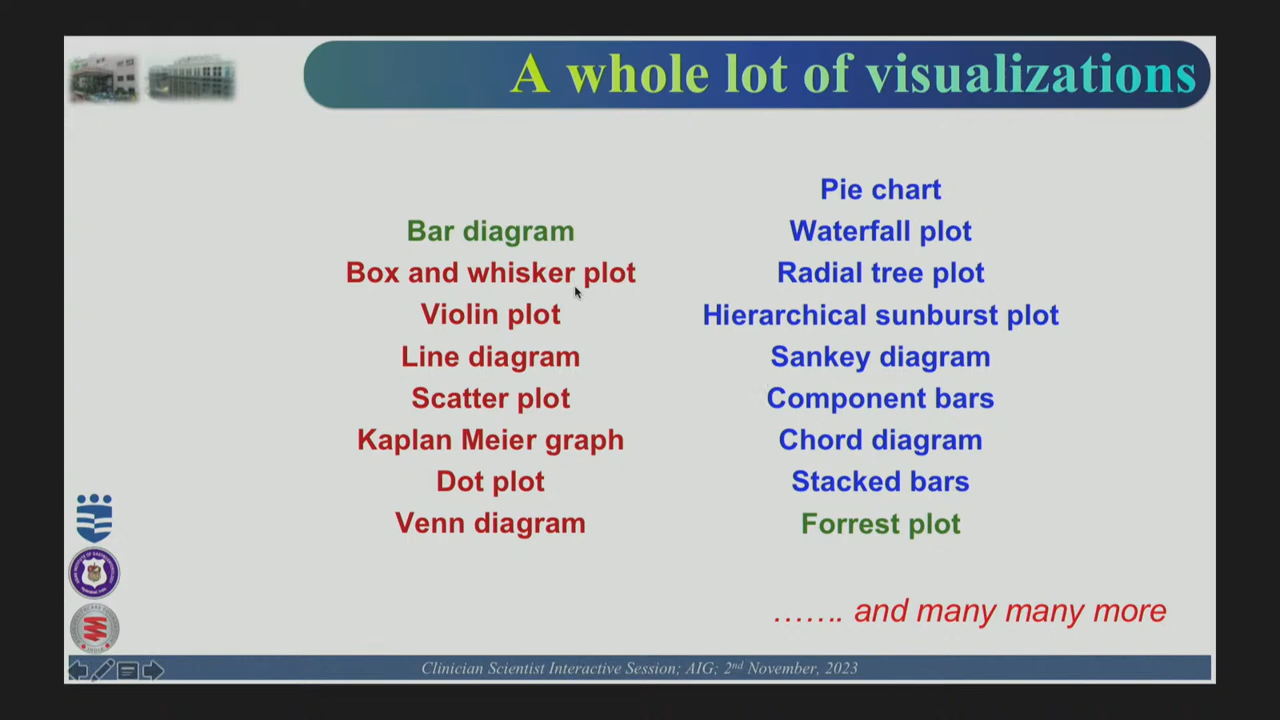 A whole lot of visualizations
Bar diagram
Box and whisker plot
Violin plot
Line diagram
Scatter plot
Kaplan Meier graph
Dot plot
Venn diagram
Pie chart
Waterfall plot
Radial tree plot
Hierarchical sunburst plot
Sankey diagram
Component bars
Chord diagram
Stacked bars
Forrest plot
……. and many many more
Clinician Scientist Interactive Session; AIG; 2nd November, 2023